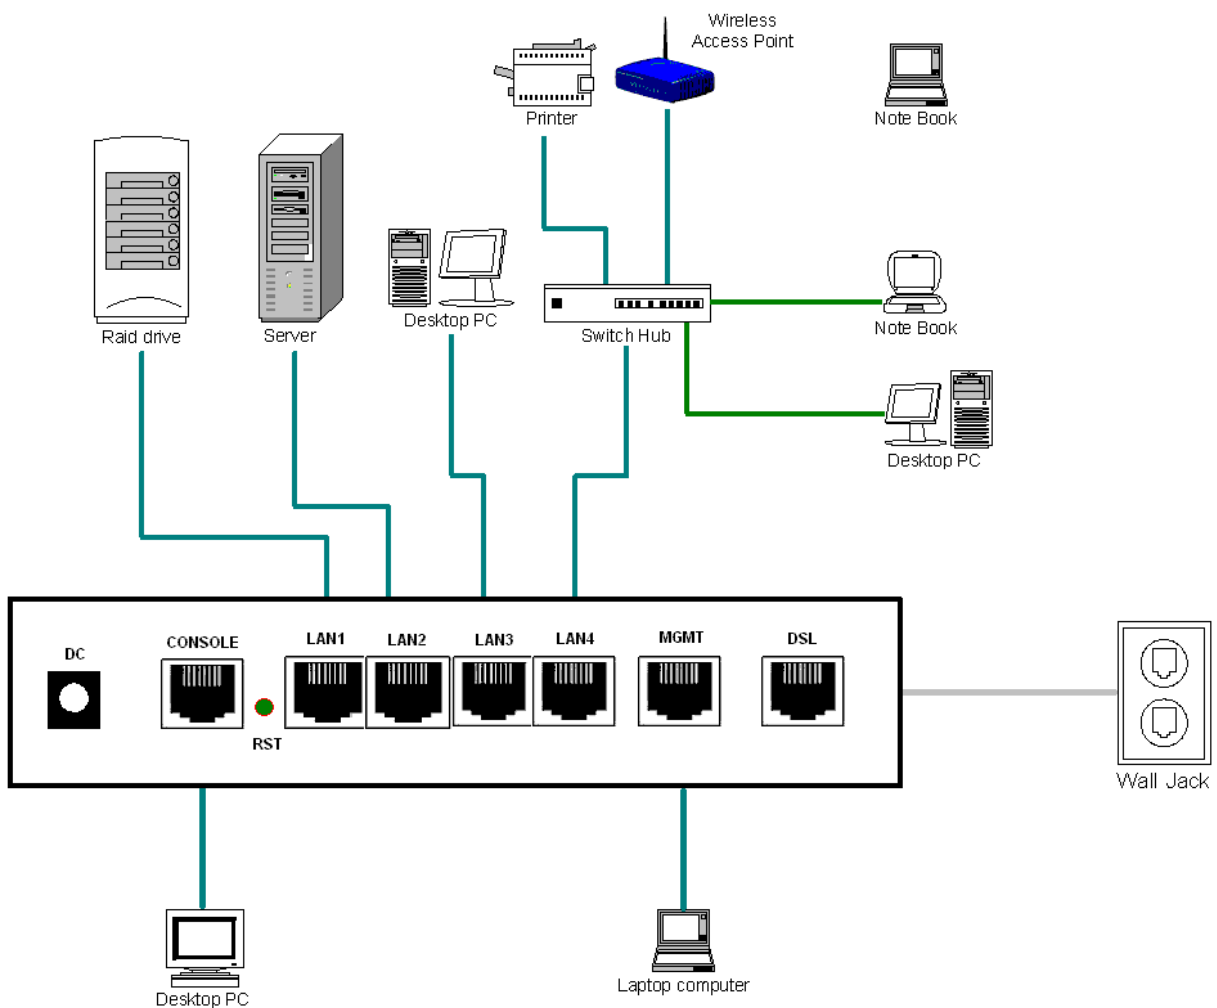 Wireless
Access Point
Printer
Note Book
Raid drive
Server
Desktop PC
Switch Hub
Note Book
Desktop PC
DC
CONSOLE
RST
LAN1
LAN2
LAN3
LAN4
MGMT
DSL
Wall Jack
Desktop PC
Laptop computer